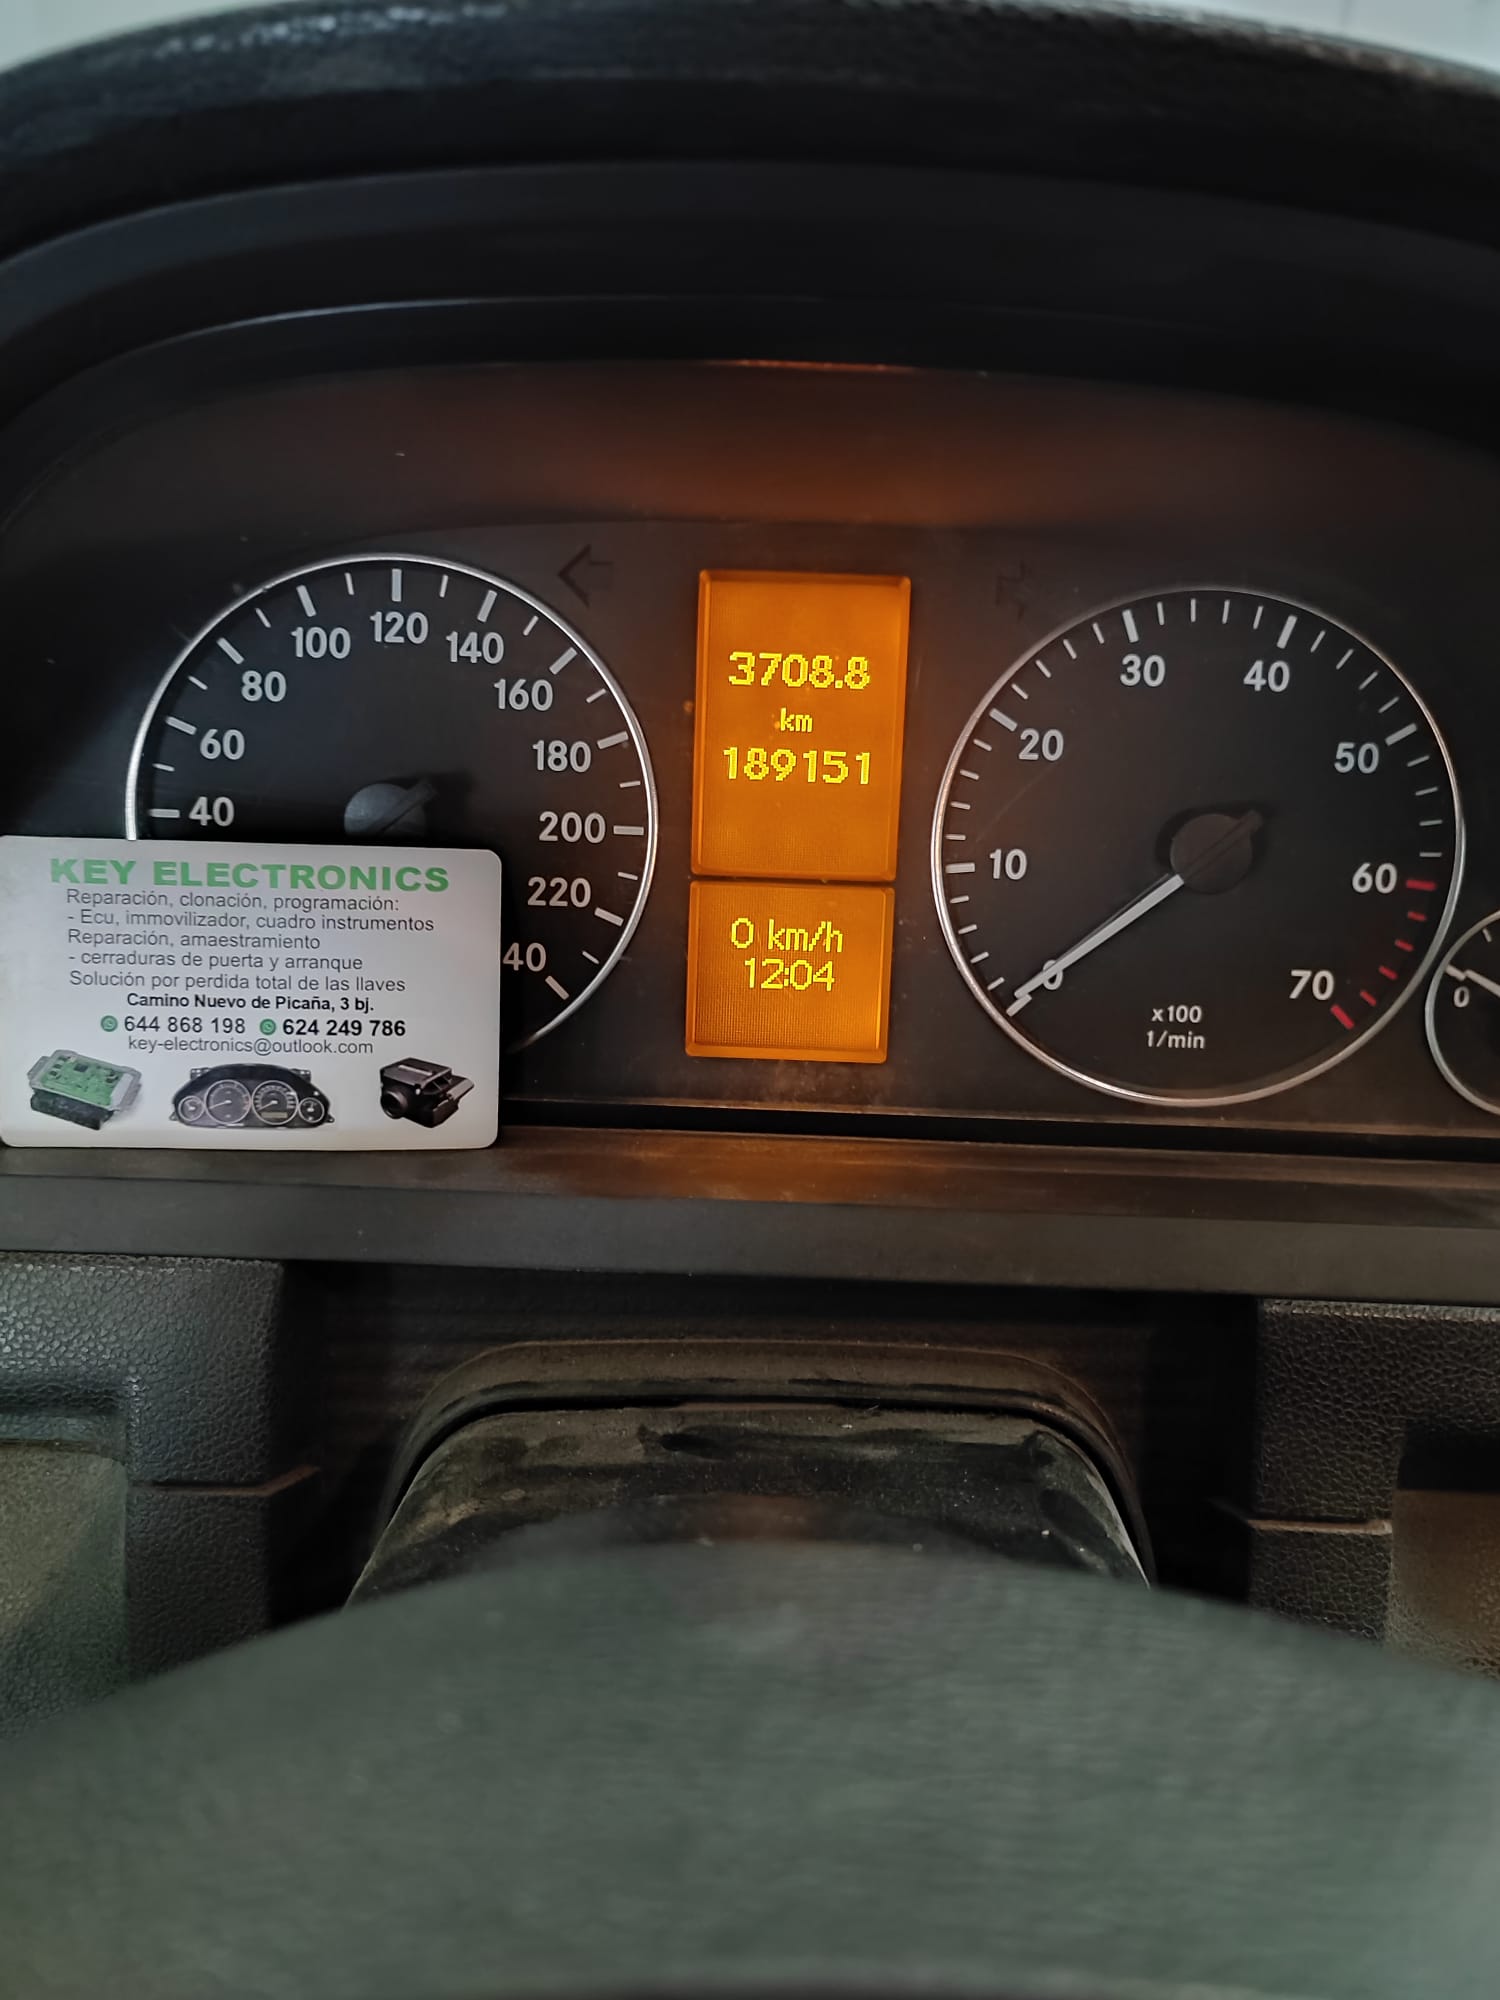 40
60
80
100
120
140
160
180
200
220
40
3708.8
km
189151
0 km/h
12:04
0
10
20
30
40
50
60
70
x100
1/min
0
KEY ELECTRONICS
Reparación, clonación, programación:
- Ecu, immovilizador, cuadro instrumentos
Reparación, amaestramiento
- cerraduras de puerta y arranque
Solución por perdida total de las llaves
Camino Nuevo de Picaña, 3 bj.
644 868 198 624 249 786
key-electronics@outlook.com